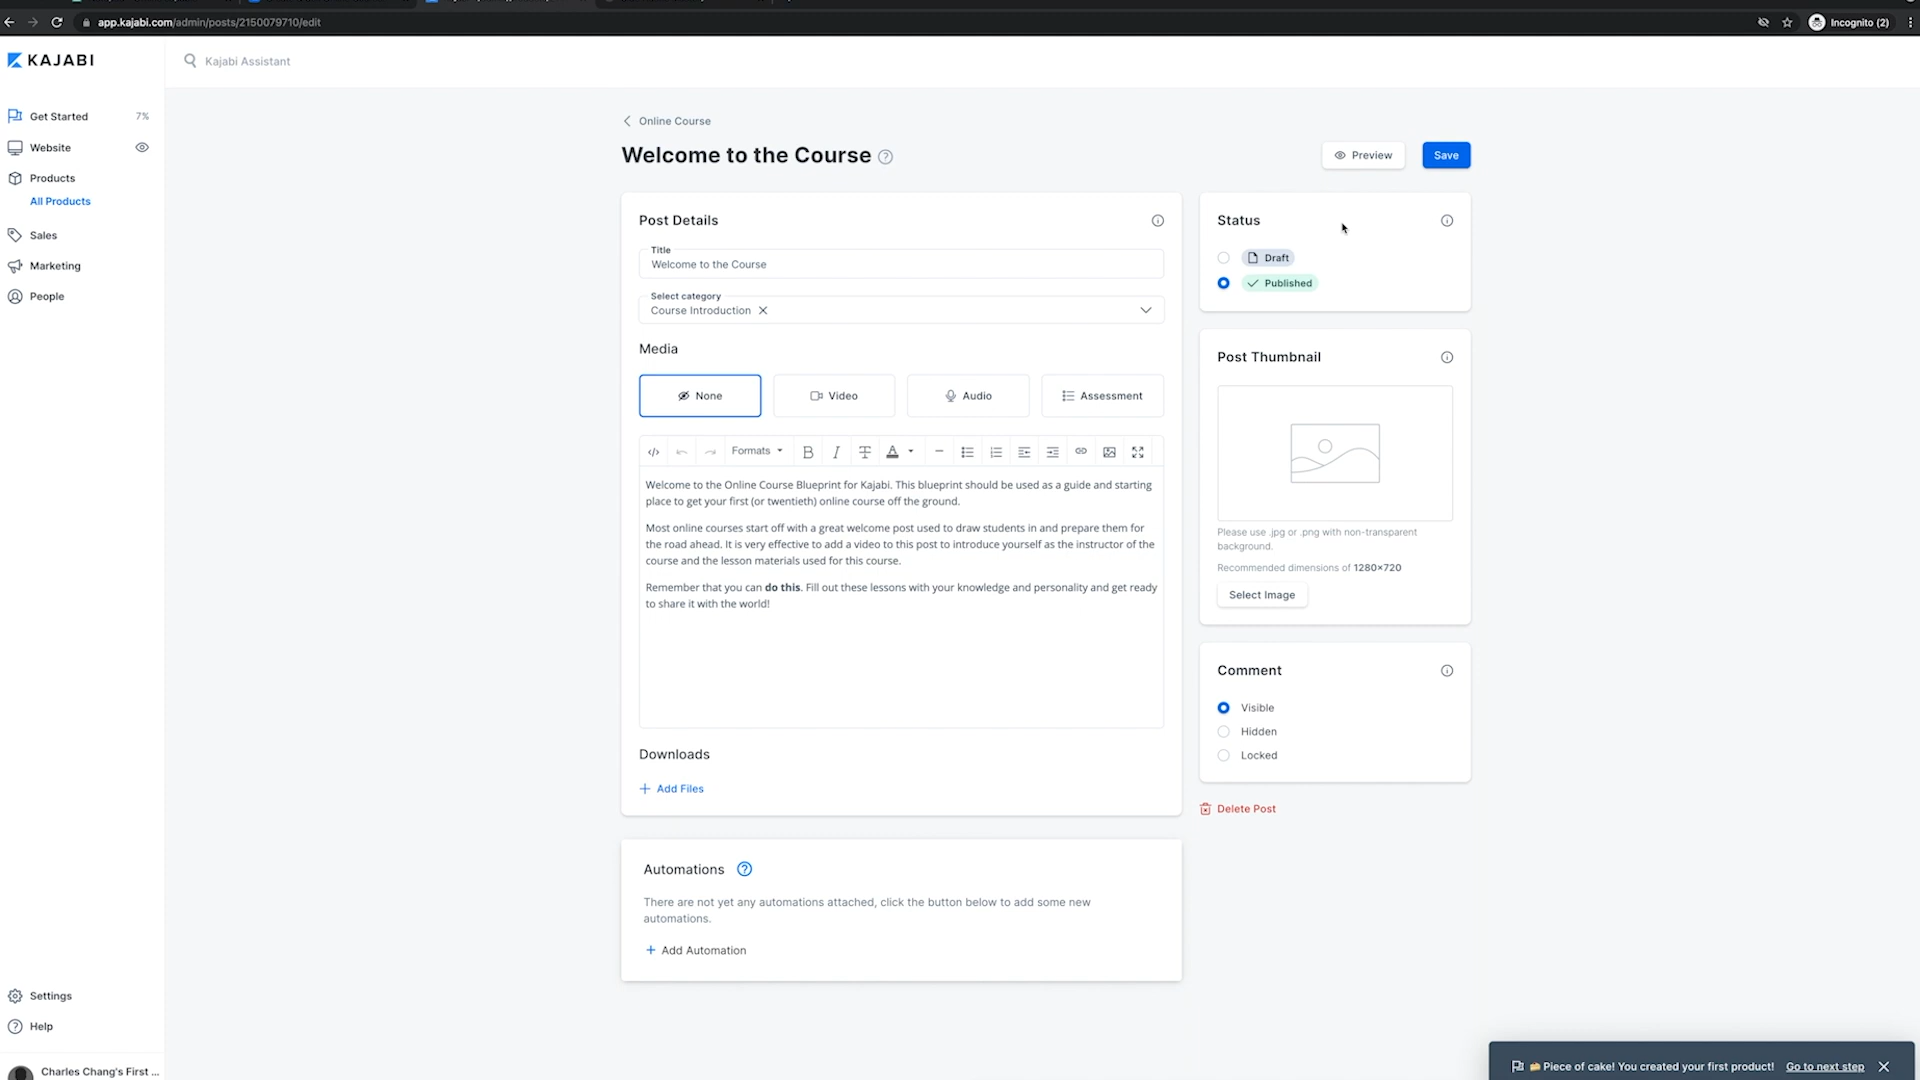 app.kajabi.com/admin/posts/2150079710/edit
Incognito (2)
KAJABI
Kajabi Assistant
Get Started
7%
Website
Products
All Products
Sales
Marketing
People
Online Course
Welcome to the Course
Preview
Save
Post Details
Title
Welcome to the Course
Select category
Course Introduction
Media
None
Video
Audio
Assessment
Formats
Welcome to the Online Course Blueprint for Kajabi. This blueprint should be used as a guide and starting
place to get your first (or twentieth) online course off the ground.
Most online courses start off with a great welcome post used to draw students in and prepare them for
the road ahead. It is very effective to add a video to this post to introduce yourself as the instructor of the
course and the lesson materials used for this course.
Remember that you can do this. Fill out these lessons with your knowledge and personality and get ready
to share it with the world!
Downloads
Add Files
Automations
There are not yet any automations attached, click the button below to add some new
automations.
Add Automation
Status
Draft
Published
Post Thumbnail
Please use .jpg or .png with non-transparent
background.
Recommended dimensions of 1280×720
Select Image
Comment
Visible
Hidden
Locked
Delete Post
Settings
Help
Charles Chang's First ...
Piece of cake! You created your first product!
Go to next step